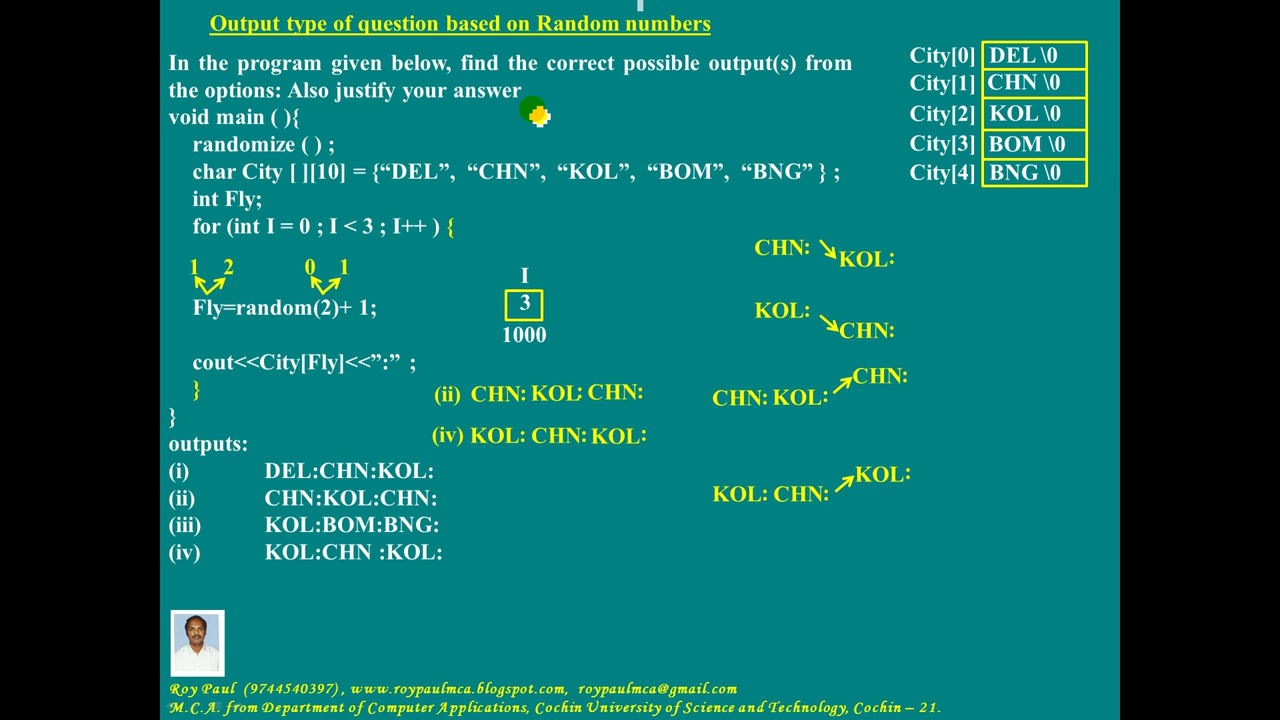 Output type of question based on Random numbers
In the program given below, find the correct possible output(s) from
the options: Also justify your answer
void main ( ){
randomize ( ) ;
char City [ ][10] = {“DEL”, “CHN”, “KOL”, “BOM”, “BNG” } ;
int Fly;
for (int I = 0 ; I < 3 ; I++ ) {
1 2 0 1
Fly=random(2)+ 1;
cout<<City[Fly]<<”:” ;
}
}
outputs:
(i) DEL:CHN:KOL:
(ii) CHN:KOL:CHN:
(iii) KOL:BOM:BNG:
(iv) KOL:CHN :KOL:
I
3
1000
(ii) CHN: KOL: CHN:
(iv) KOL: CHN: KOL:
City[0] DEL \0
City[1] CHN \0
City[2] KOL \0
City[3] BOM \0
City[4] BNG \0
CHN: KOL:
KOL: CHN:
CHN: KOL: CHN:
KOL: CHN: KOL:
Roy Paul (9744540397) , www.roypaulmca.blogspot.com, roypaulmca@gmail.com
M.C.A. from Department of Computer Applications, Cochin University of Science and Technology, Cochin – 21.